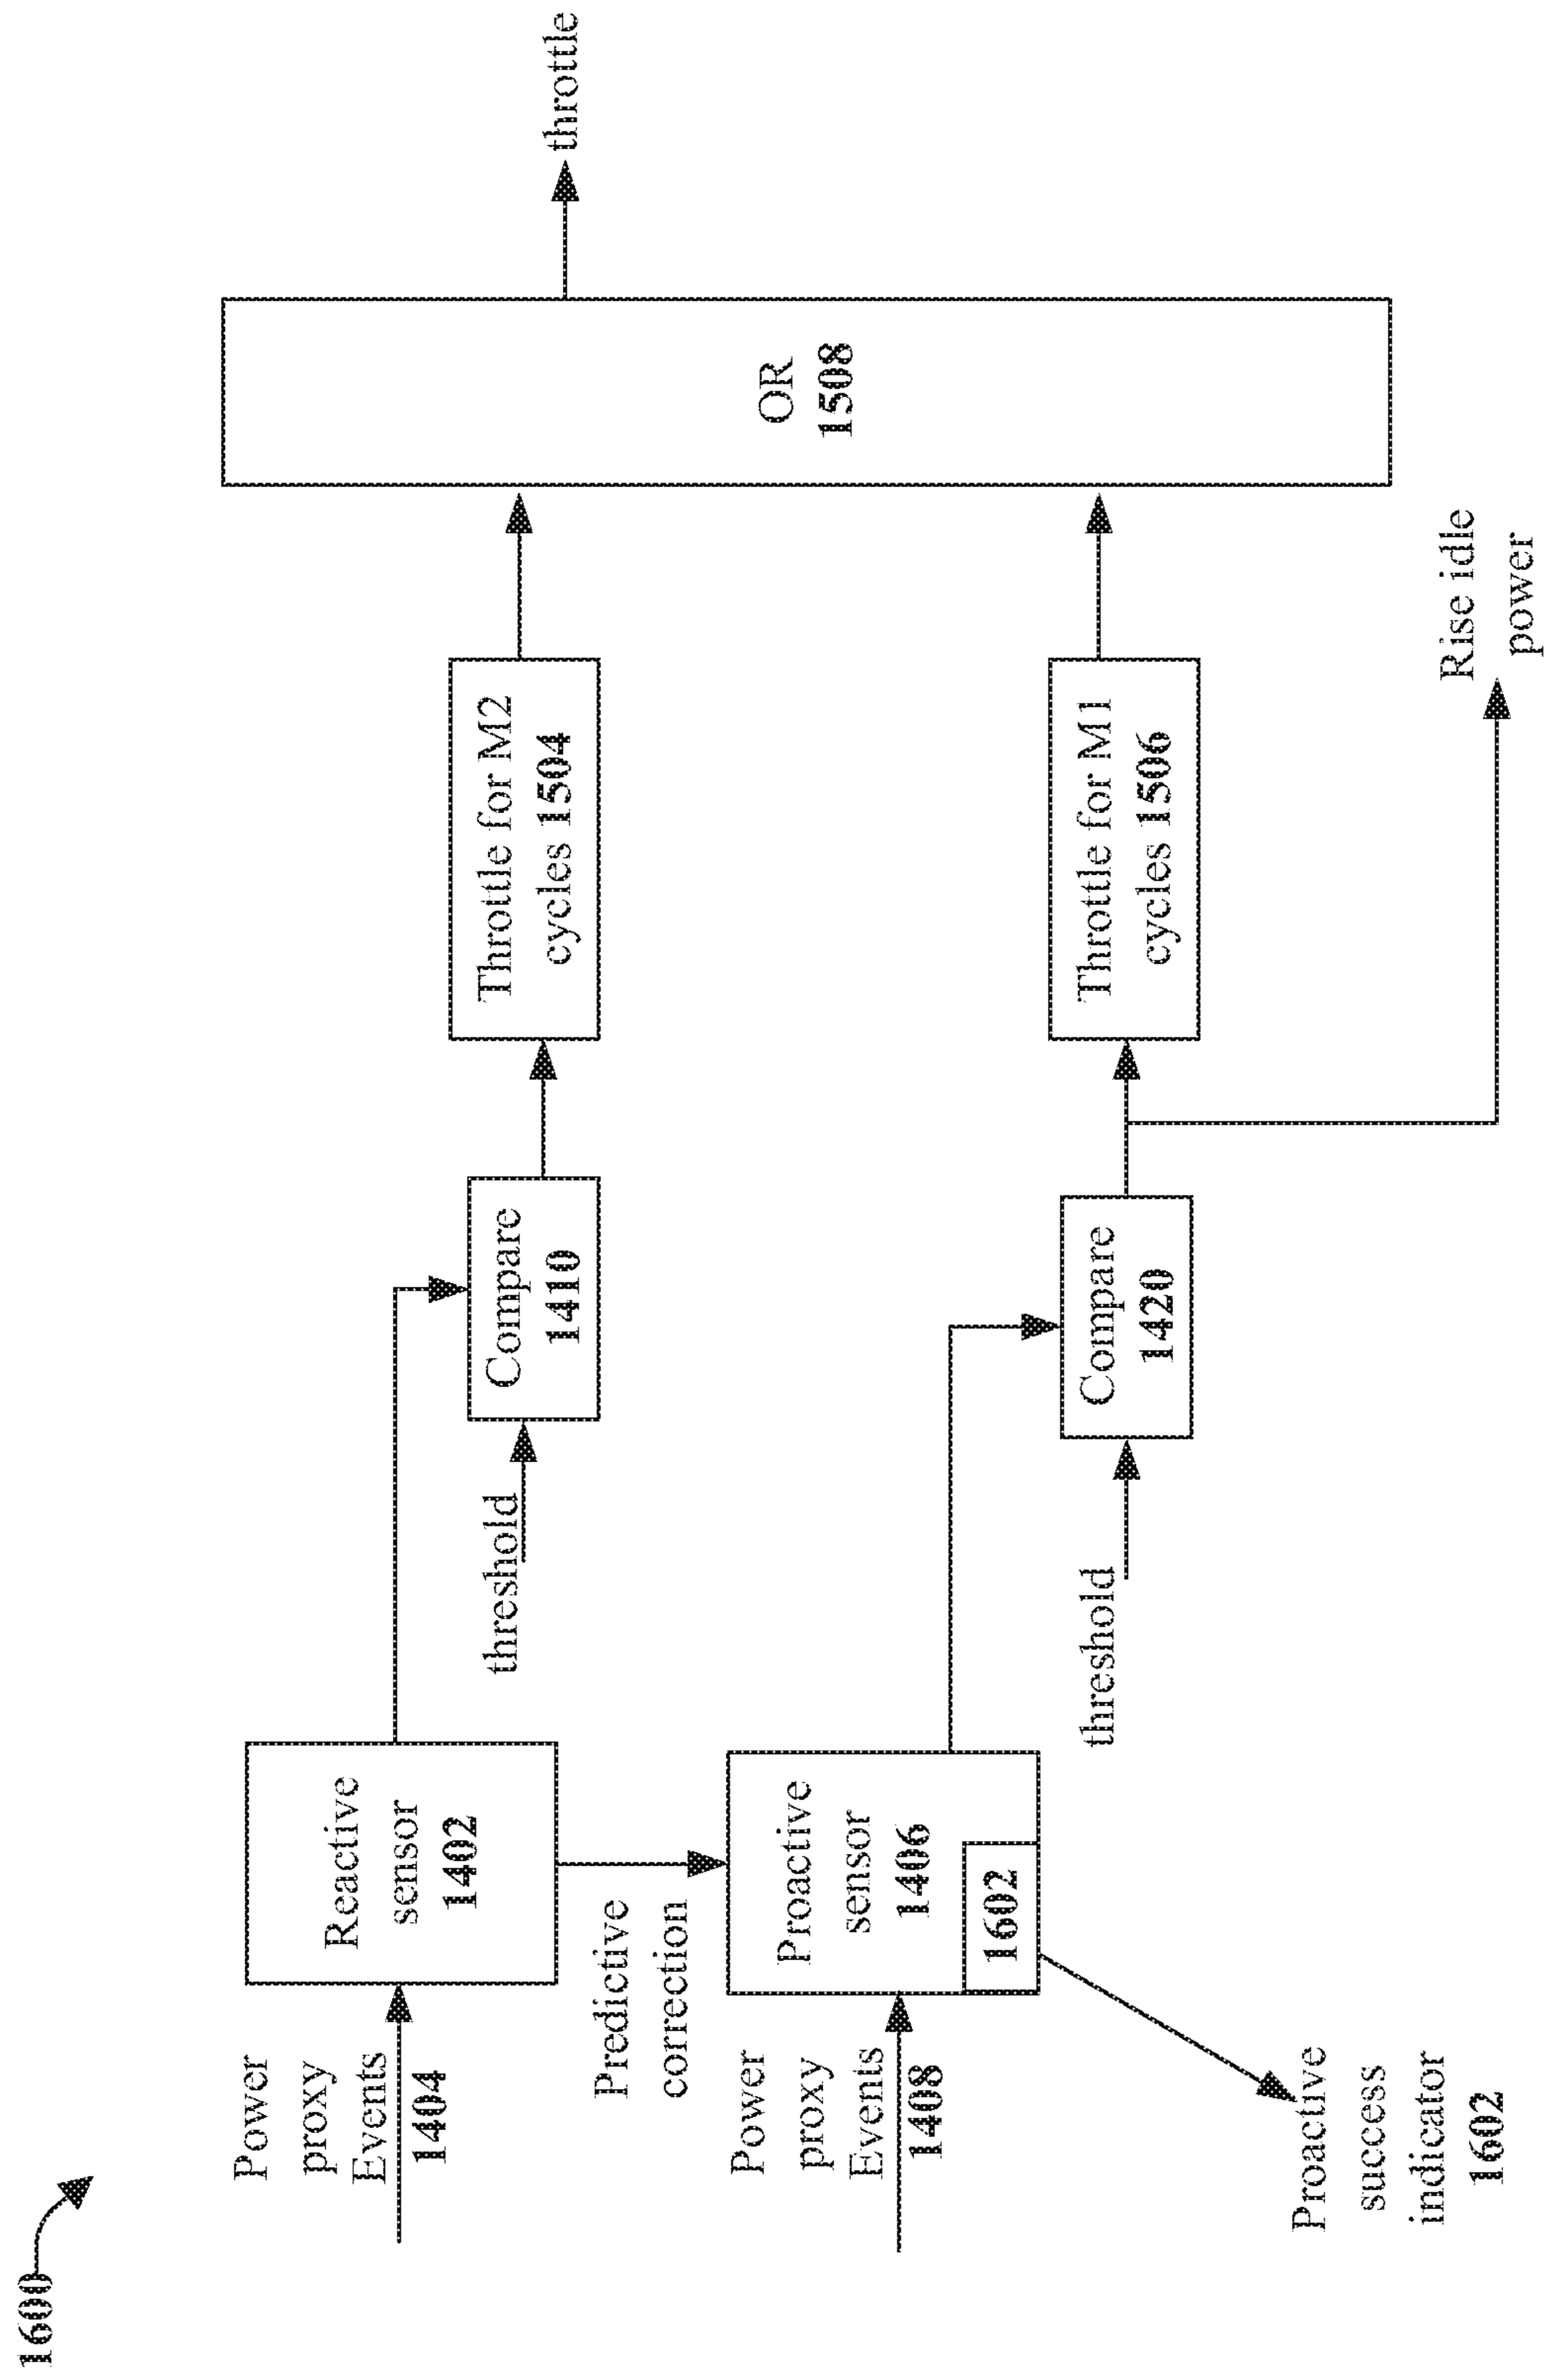 1600
Power
proxy
Events
1404
Reactive
sensor
1402
threshold
Compare
1410
Throttle for M2
cycles 1504
OR
1508
throttle
Predictive
correction
Power
proxy
Events
1408
Proactive
sensor
1406
1602
threshold
Compare
1420
Throttle for M1
cycles 1506
Rise idle
power
Proactive
success
indicator
1602